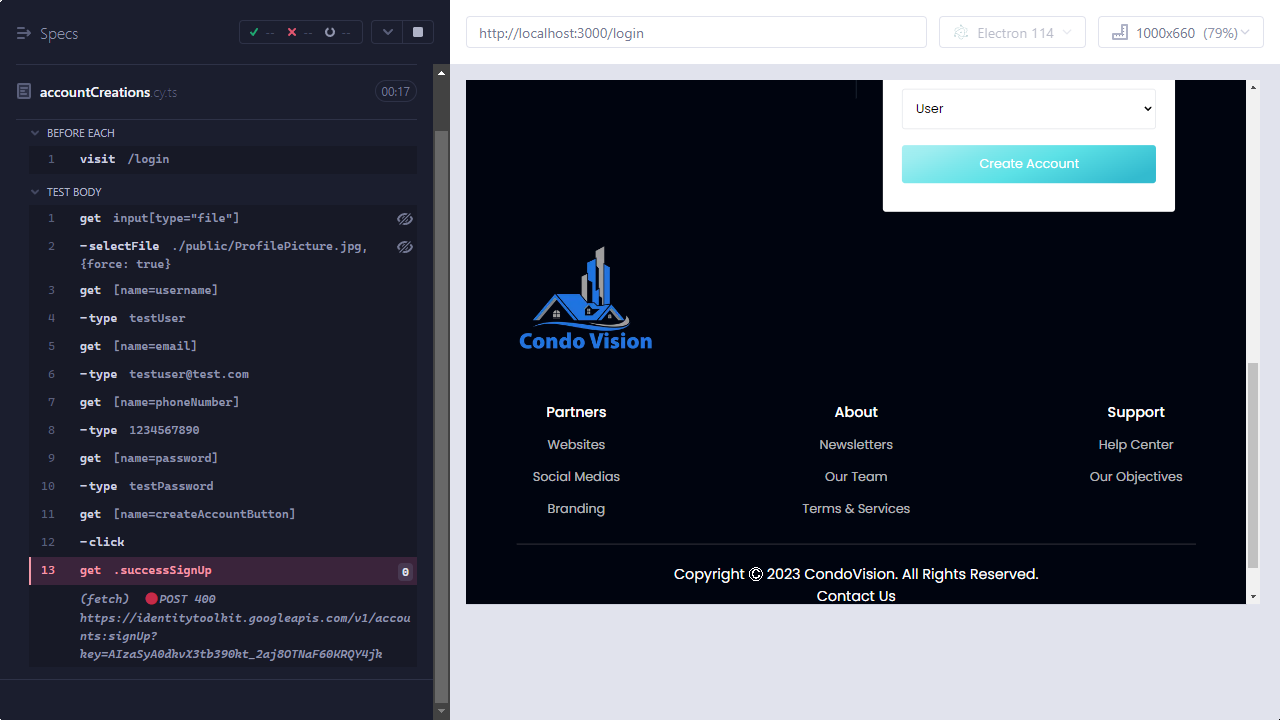 Specs
--
--
--
http://localhost:3000/login
Electron 114
1000x660 (79%)
accountCreations.cy.ts
00:17
BEFORE EACH
1 visit /login
TEST BODY
1 get input[type="file"]
2 -selectFile ./public/ProfilePicture.jpg,
{force: true}
3 get [name=username]
4 -type testUser
5 get [name=email]
6 -type testuser@test.com
7 get [name=phoneNumber]
8 -type 1234567890
9 get [name=password]
10 -type testPassword
11 get [name=createAccountButton]
12 -click
13 get .successSignUp 0
(fetch) POST 400
https://identitytoolkit.googleapis.com/v1/accou
nts:signUp?
key=AIzaSyA0dkvX3tb390kt_2aj8OTNaF60KRQY4jk
User
Create Account
Condo Vision
Partners
Websites
Social Medias
Branding
About
Newsletters
Our Team
Terms & Services
Support
Help Center
Our Objectives
Copyright © 2023 CondoVision. All Rights Reserved.
Contact Us